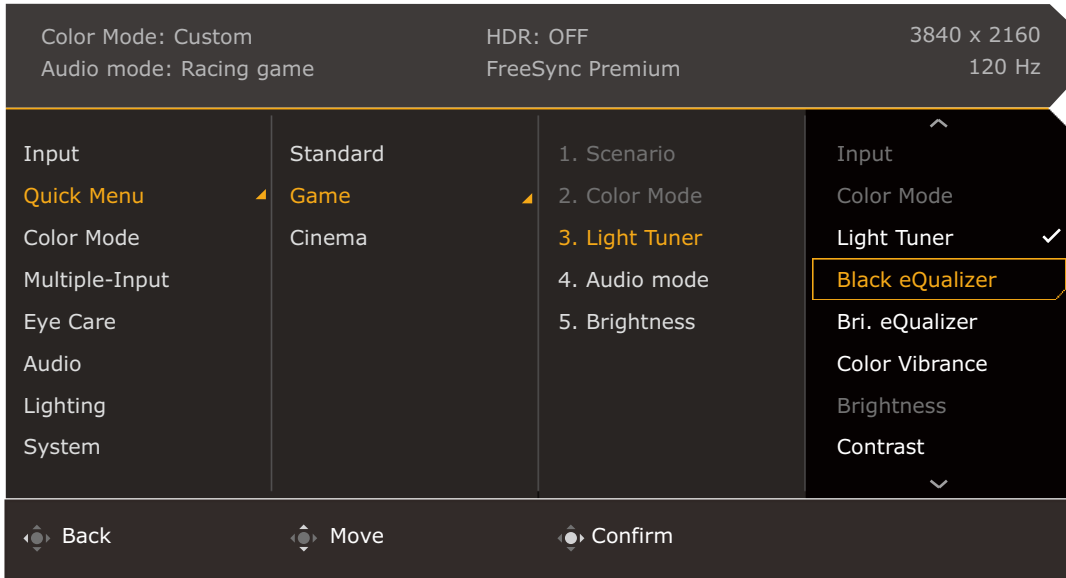 Color Mode: Custom
Audio mode: Racing game
HDR: OFF
FreeSync Premium
3840 x 2160
120 Hz
Input
Quick Menu
Color Mode
Multiple-Input
Eye Care
Audio
Lighting
System
Standard
Game
Cinema
1. Scenario
2. Color Mode
3. Light Tuner
4. Audio mode
5. Brightness
Input
Color Mode
Light Tuner
Black eQualizer
Bri. eQualizer
Color Vibrance
Brightness
Contrast
Back
Move
Confirm